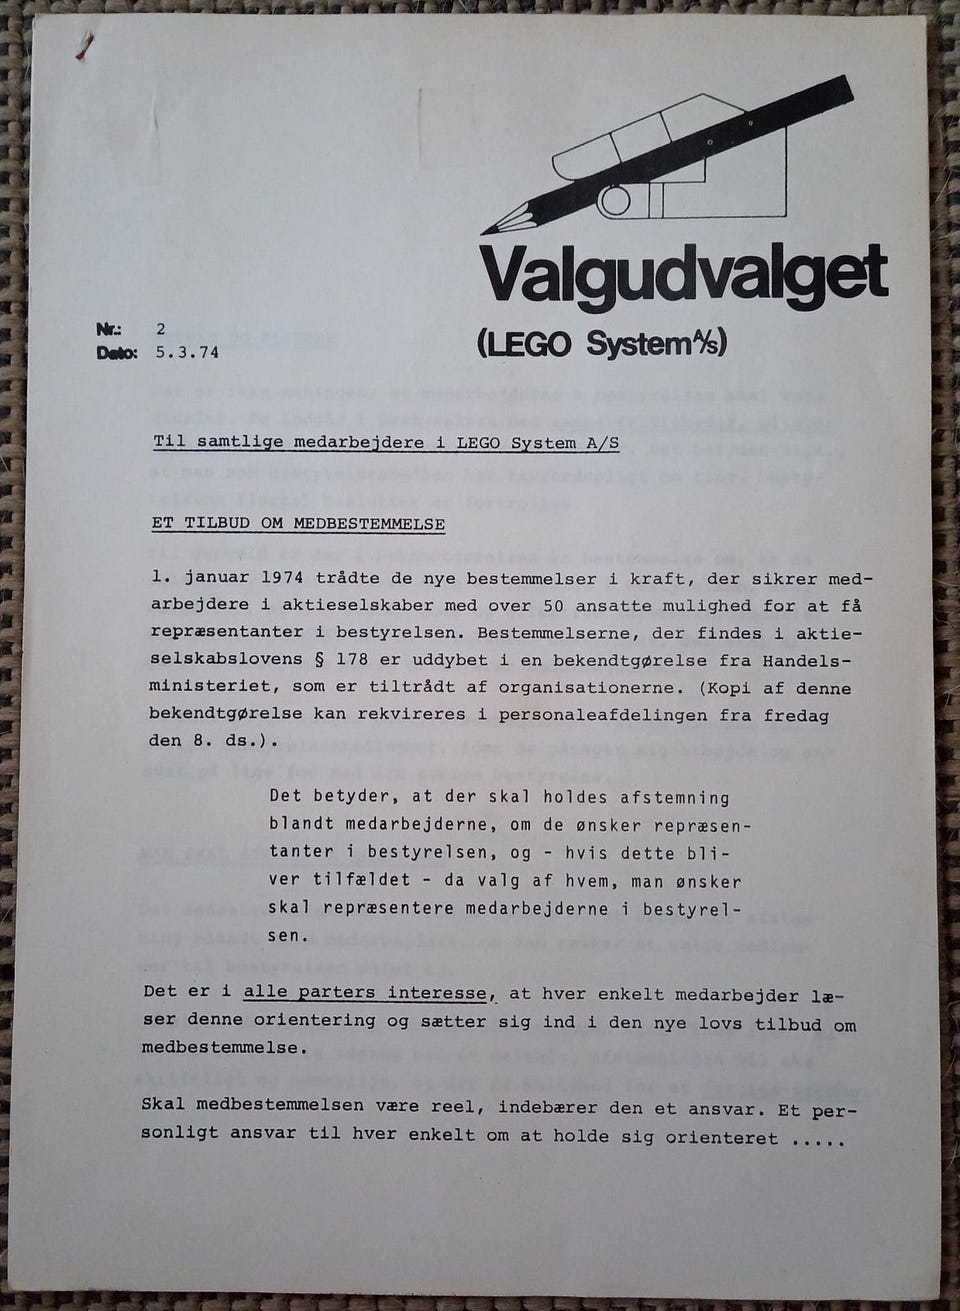 Valgudvalget
(LEGO System A/S)
Nr.: 2
Dato: 5.3.74
Til samtlige medarbejdere i LEGO System A/S
ET TILBUD OM MEDBESTEMMELSE
1. januar 1974 trådte de nye bestemmelser i kraft, der sikrer med-
arbejdere i aktieselskaber med over 50 ansatte mulighed for at få
repræsentanter i bestyrelsen. Bestemmelserne, der findes i aktie-
selskabslovens § 178 er uddybet i en bekendtgørelse fra Handels-
ministeriet, som er tiltrådt af organisationerne. (Kopi af denne
bekendtgørelse kan rekvireres i personaleafdelingen fra fredag
den 8. ds.).
Det betyder, at der skal holdes afstemning
blandt medarbejderne, om de ønsker repræsen-
tanter i bestyrelsen, og - hvis dette bli-
ver tilfældet - da valg af hvem, man ønsker
skal repræsentere medarbejderne i bestyrel-
sen.
Det er i alle parters interesse, at hver enkelt medarbejder læ-
ser denne orientering og sætter sig ind i den nye lovs tilbud om
medbestemmelse.
Skal medbestemmelsen være reel, indebærer den et ansvar. Et per-
sonligt ansvar til hver enkelt om at holde sig orienteret .....